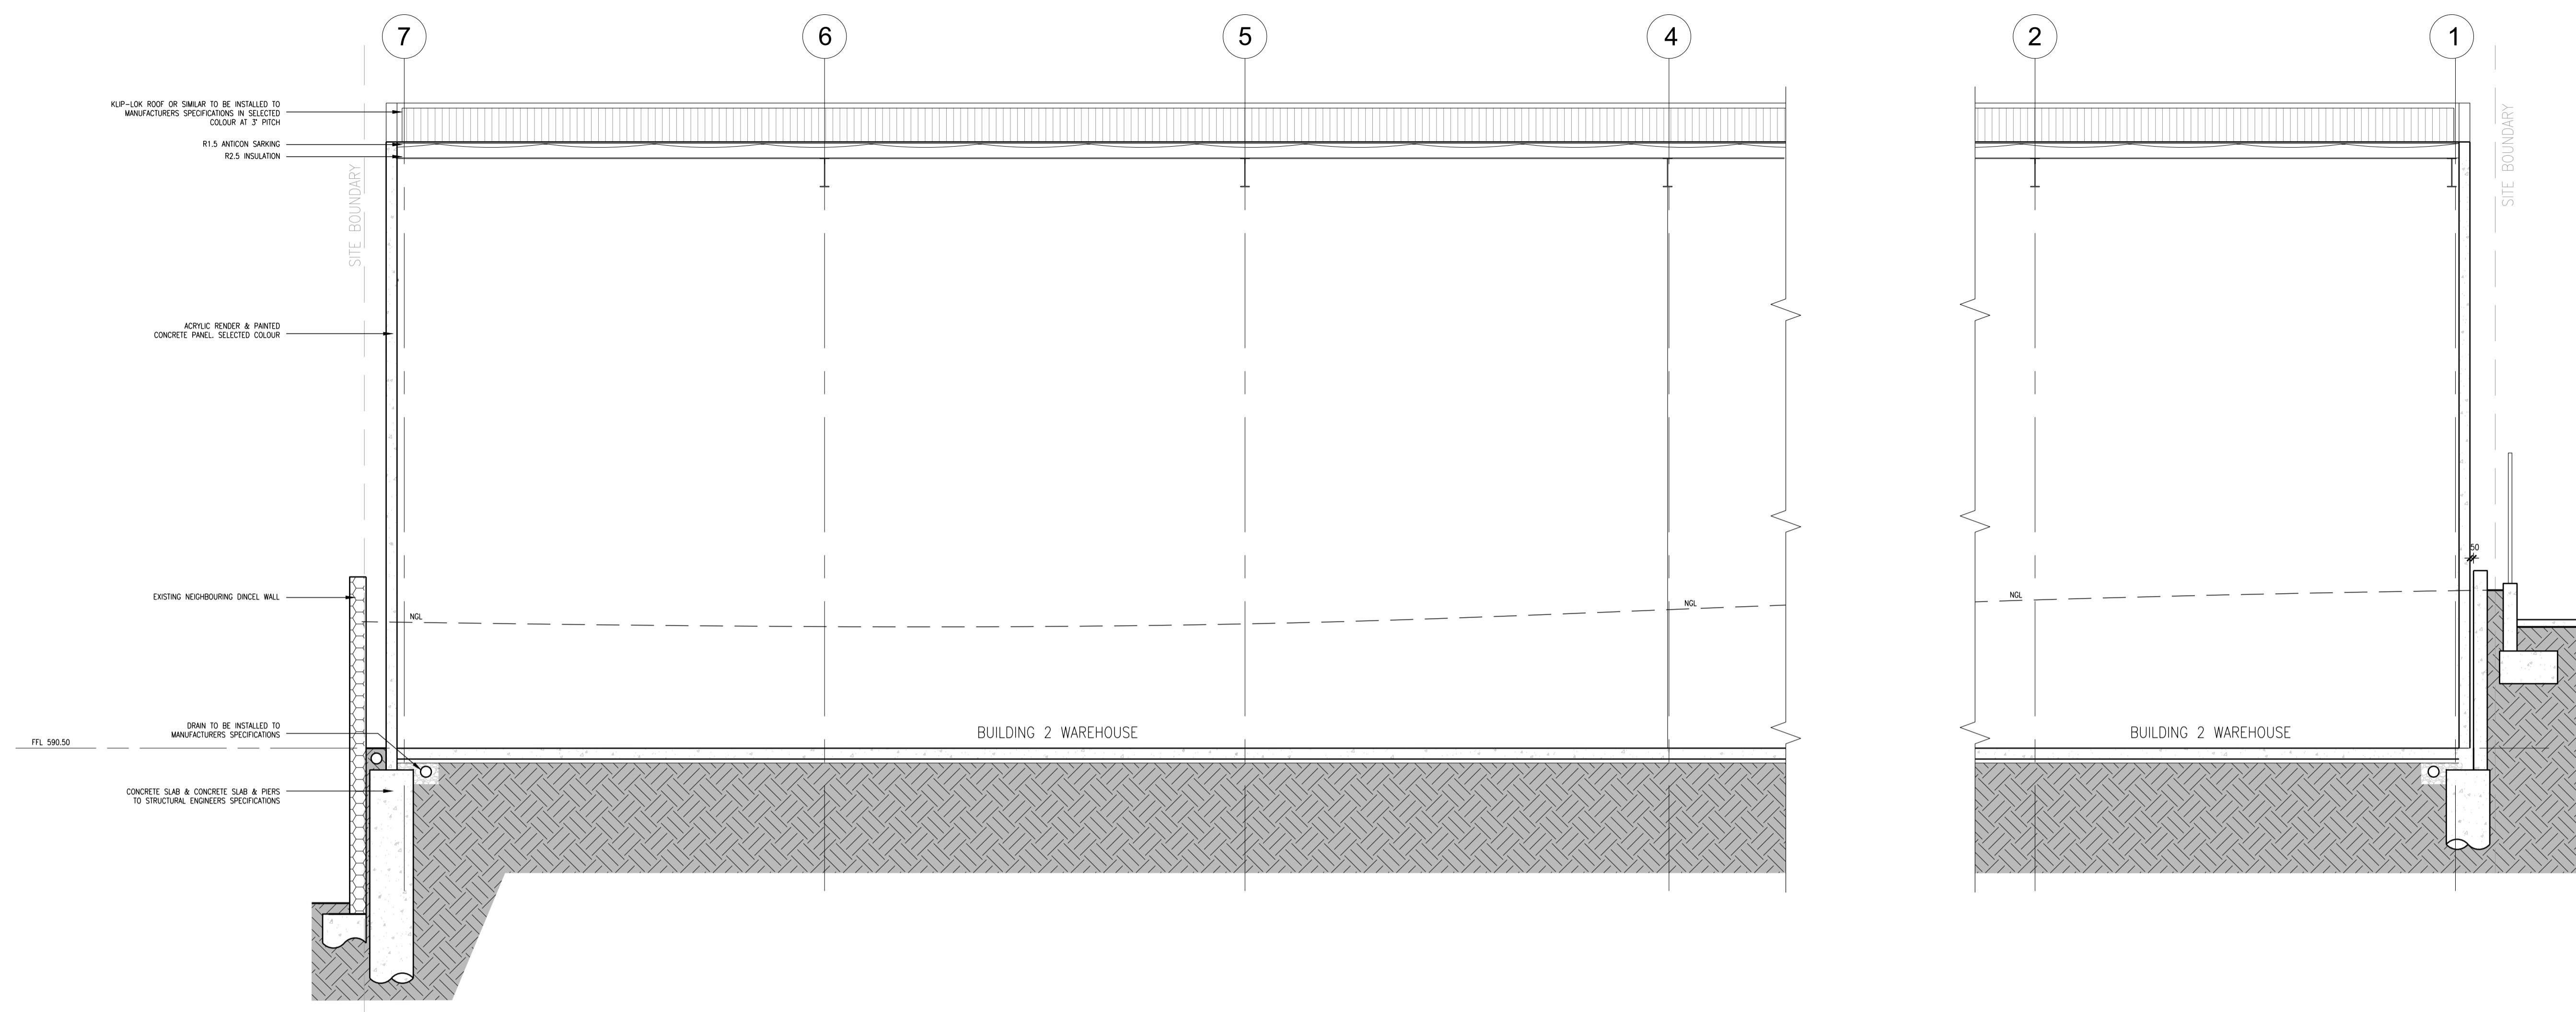 7 6 5 4 2 1
KLIP-LOK ROOF OR SIMILAR TO BE INSTALLED TO
MANUFACTURERS SPECIFICATIONS IN SELECTED
COLOUR AT 3° PITCH
R1.5 ANTICON SARKING
R2.5 INSULATION
SITE BOUNDARY
SITE BOUNDARY
ACRYLIC RENDER & PAINTED
CONCRETE PANEL. SELECTED COLOUR
50
EXISTING NEIGHBOURING DINCEL WALL
NGL
NGL
NGL
DRAIN TO BE INSTALLED TO
MANUFACTURERS SPECIFICATIONS
BUILDING 2 WAREHOUSE
BUILDING 2 WAREHOUSE
FFL 590.50
CONCRETE SLAB & CONCRETE SLAB & PIERS
TO STRUCTURAL ENGINEERS SPECIFICATIONS